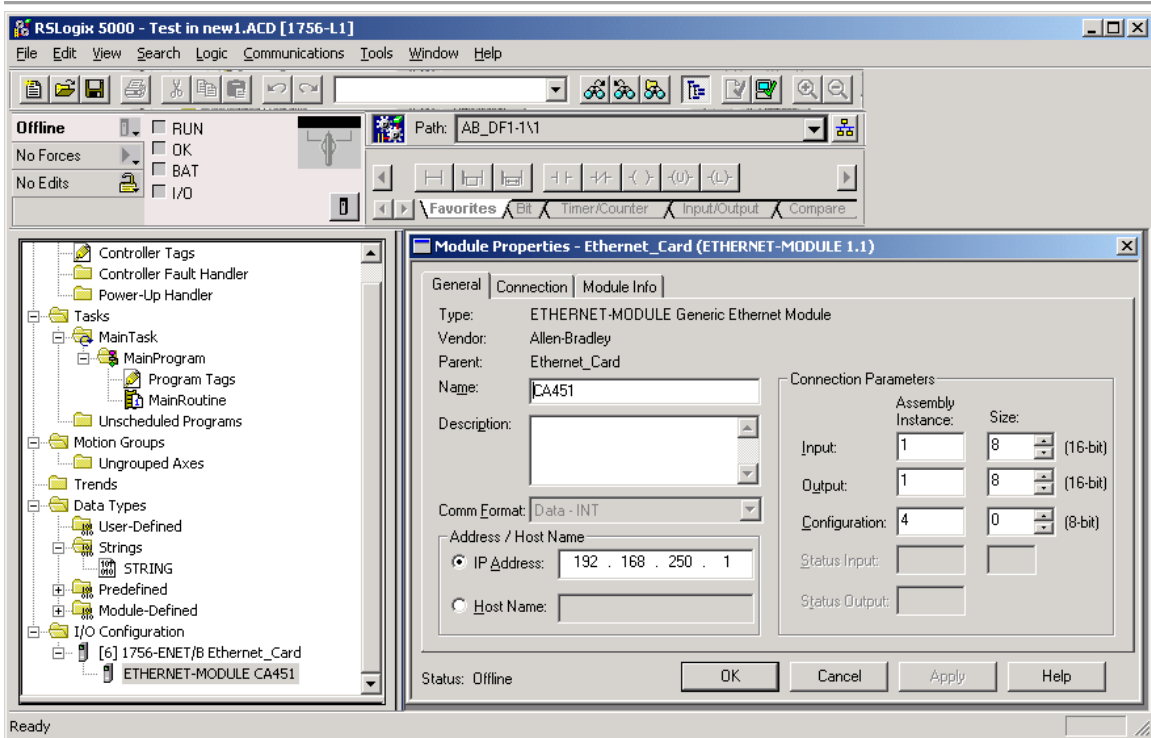 RSLogix 5000 - Test in new1.ACD [1756-L1]
File Edit View Search Logic Communications Tools Window Help
Offline
RUN
No Forces
OK
No Edits
BAT
I/O
Path: AB_DF1-1\1
Favorites Bit Timer/Counter Input/Output Compare
Controller Tags
Controller Fault Handler
Power-Up Handler
Tasks
MainTask
MainProgram
Program Tags
MainRoutine
Unscheduled Programs
Motion Groups
Ungrouped Axes
Trends
Data Types
User-Defined
Strings
STRING
Predefined
Module-Defined
I/O Configuration
[6] 1756-ENET/B Ethernet_Card
ETHERNET-MODULE CA451
Module Properties - Ethernet_Card (ETHERNET-MODULE 1.1)
General Connection Module Info
Type: ETHERNET-MODULE Generic Ethernet Module
Vendor: Allen-Bradley
Parent: Ethernet_Card
Name: CA451
Description:
Comm Format: Data - INT
Address / Host Name
IP Address: 192 . 168 . 250 . 1
Host Name:
Connection Parameters
Assembly
Instance: Size:
Input: 1 8 (16-bit)
Output: 1 8 (16-bit)
Configuration: 4 0 (8-bit)
Status Input:
Status Output:
Status: Offline
OK Cancel Apply Help
Ready